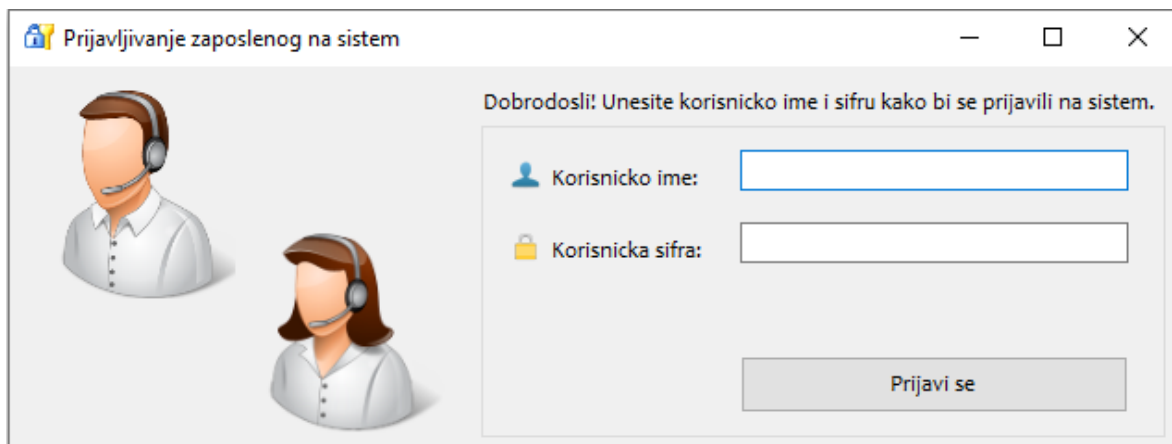 Prijavljivanje zaposlenog na sistem
Dobrodosli! Unesite korisnicko ime i sifru kako bi se prijavili na sistem.
Korisnicko ime:
Korisnicka sifra:
Prijavi se